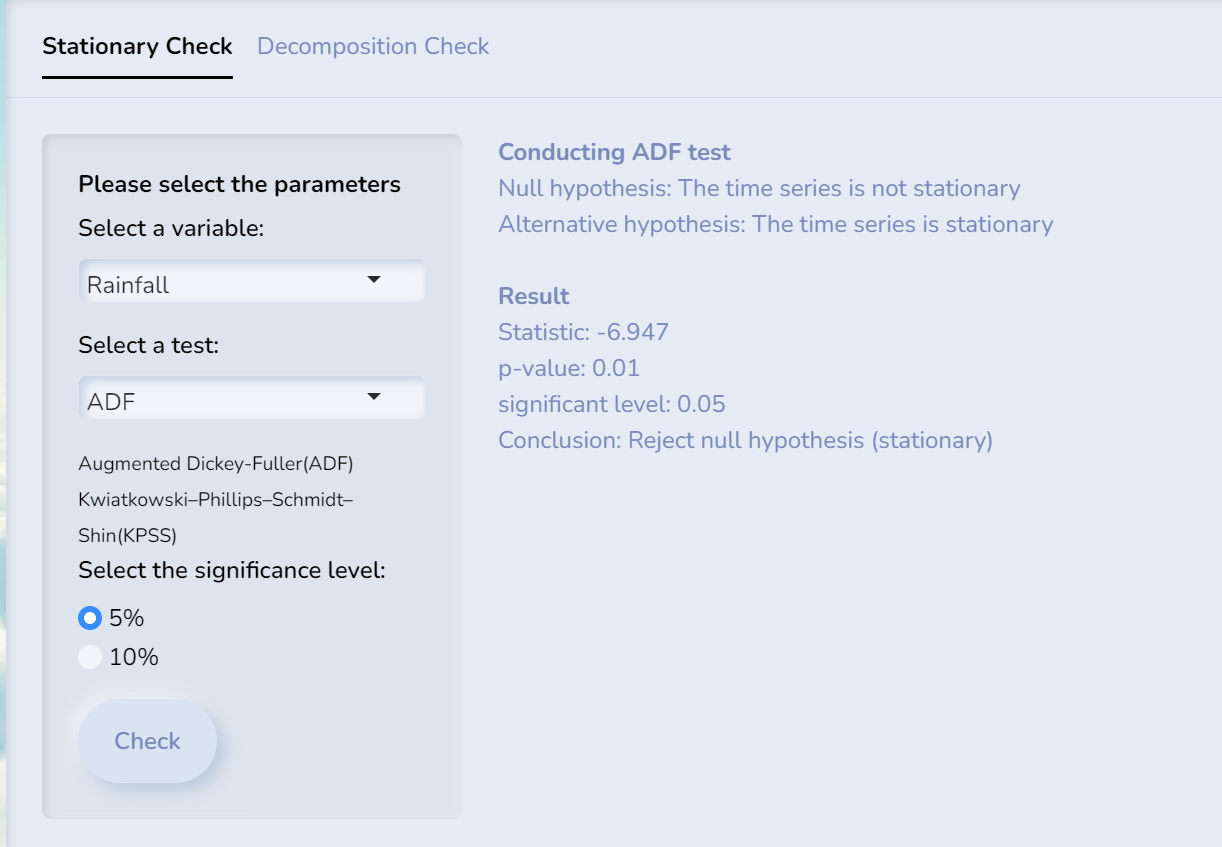 Stationary Check
Decomposition Check
Please select the parameters
Select a variable:
Rainfall
Select a test:
ADF
Augmented Dickey-Fuller(ADF)
Kwiatkowski–Phillips–Schmidt–
Shin(KPSS)
Select the significance level:
5%
10%
Check
Conducting ADF test
Null hypothesis: The time series is not stationary
Alternative hypothesis: The time series is stationary
Result
Statistic: -6.947
p-value: 0.01
significant level: 0.05
Conclusion: Reject null hypothesis (stationary)